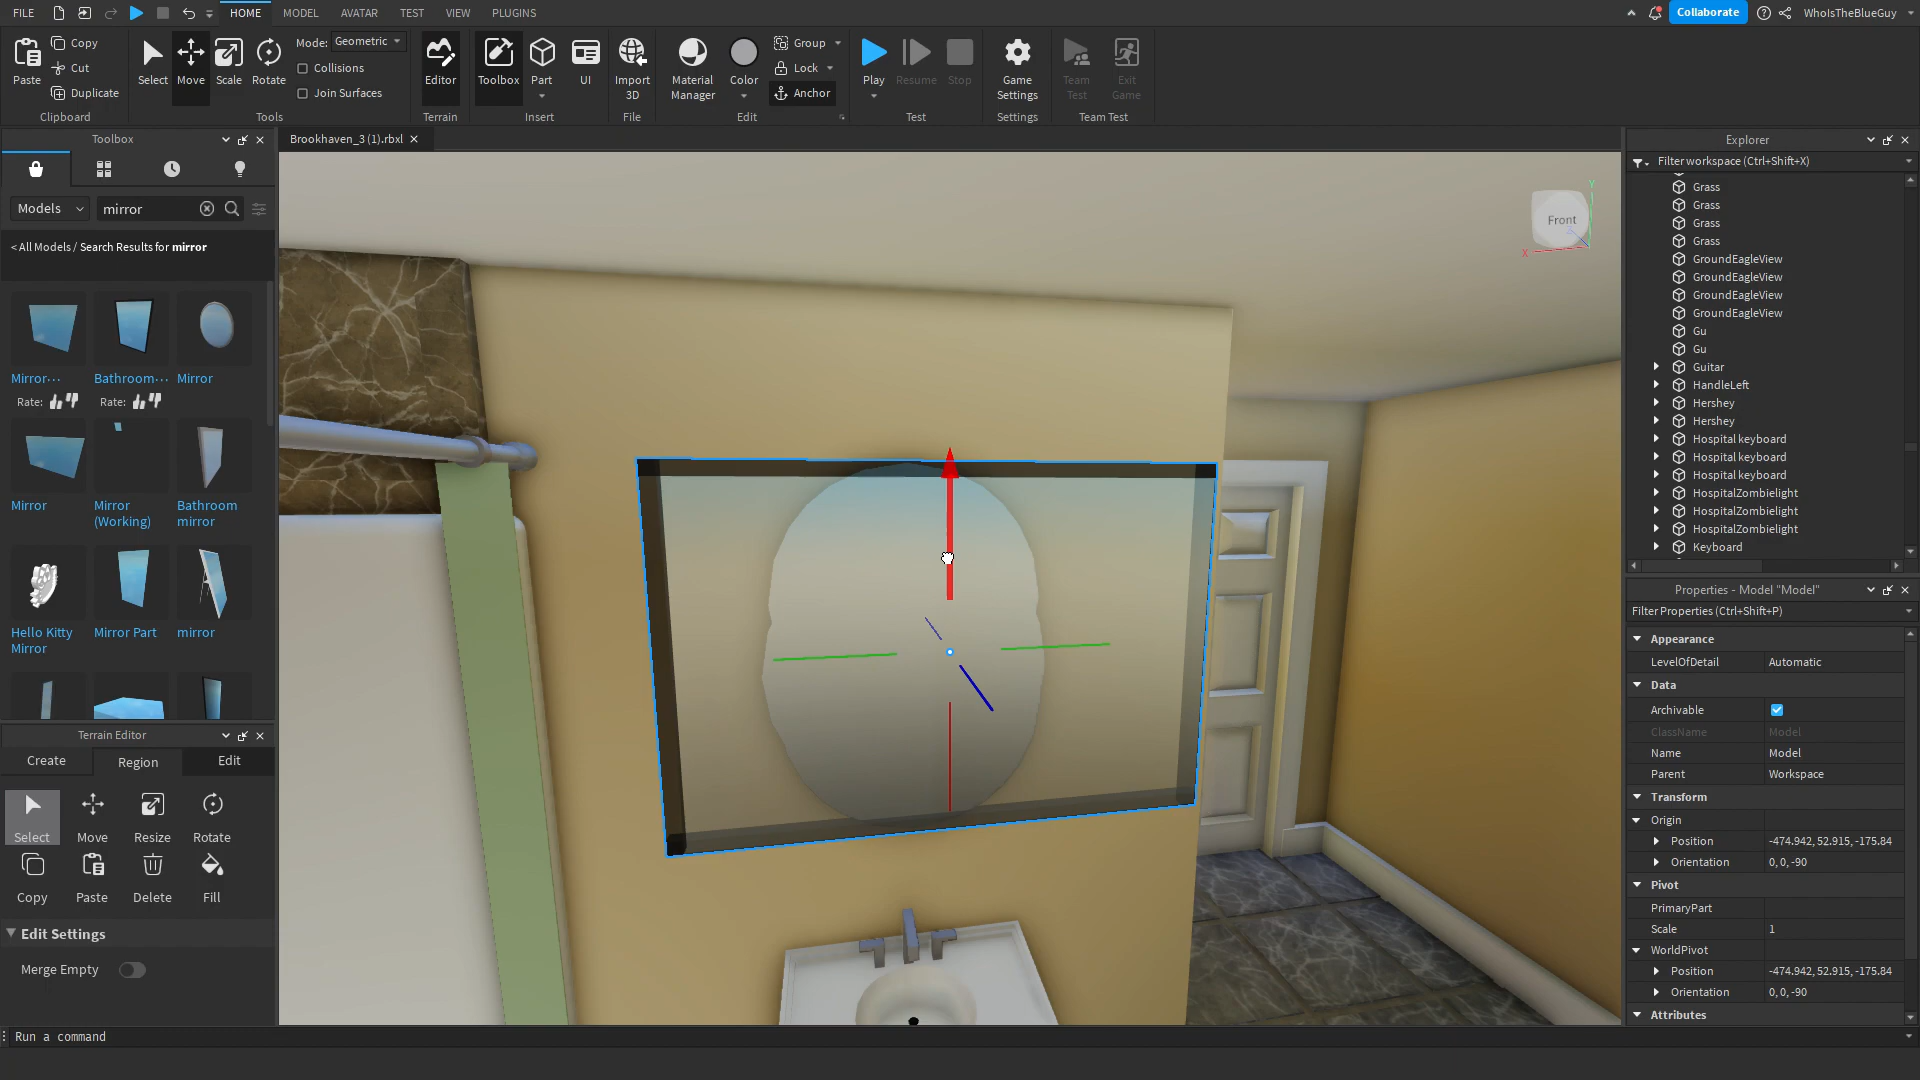 FILE
HOME
MODEL
AVATAR
TEST
VIEW
PLUGINS
Collaborate
WhoIsTheBlueGuy
Paste
Copy
Cut
Duplicate
Clipboard
Select
Move
Scale
Rotate
Mode: Geometric
Collisions
Join Surfaces
Tools
Editor
Terrain
Toolbox
Part
UI
Insert
Import
3D
File
Material
Manager
Color
Group
Lock
Anchor
Edit
Play
Resume
Stop
Test
Game
Settings
Settings
Team
Test
Exit
Game
Team Test
Toolbox
Models
mirror
< All Models / Search Results for mirror
Mirror...
Bathroom...
Mirror
Rate:
Rate:
Mirror
Mirror
(Working)
Bathroom
mirror
Hello Kitty
Mirror
Mirror Part
mirror
Terrain Editor
Create
Region
Edit
Select
Move
Resize
Rotate
Copy
Paste
Delete
Fill
Edit Settings
Merge Empty
Run a command
Brookhaven_3 (1).rbxl
Front
Y
X
Z
Explorer
Filter workspace (Ctrl+Shift+X)
Grass
Grass
Grass
Grass
GroundEagleView
GroundEagleView
GroundEagleView
GroundEagleView
Gu
Gu
Guitar
HandleLeft
Hershey
Hershey
Hospital keyboard
Hospital keyboard
Hospital keyboard
HospitalZombielight
HospitalZombielight
HospitalZombielight
Keyboard
Properties - Model "Model"
Filter Properties (Ctrl+Shift+P)
Appearance
LevelOfDetail Automatic
Data
Archivable
ClassName Model
Name Model
Parent Workspace
Transform
Origin
Position -474.942, 52.915, -175.84
Orientation 0, 0, -90
Pivot
PrimaryPart
Scale 1
WorldPivot
Position -474.942, 52.915, -175.84
Orientation 0, 0, -90
Attributes